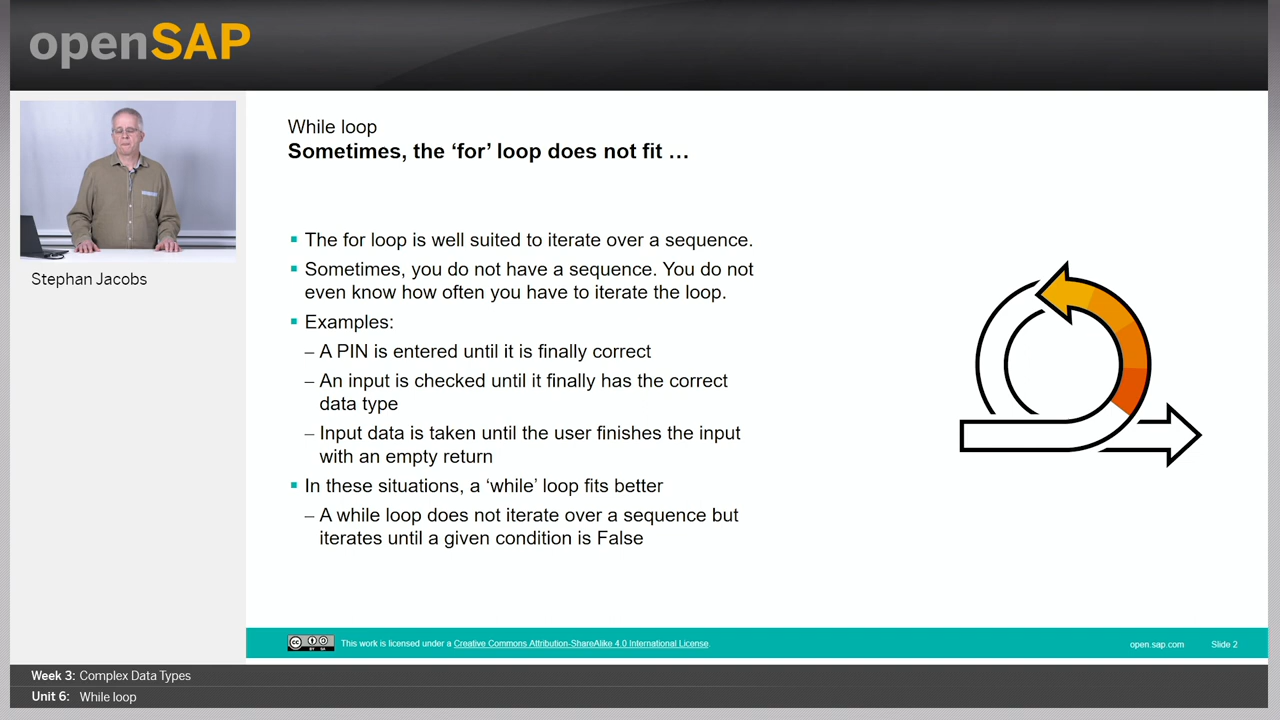 openSAP
Stephan Jacobs
While loop
Sometimes, the ‘for’ loop does not fit …
▪ The for loop is well suited to iterate over a sequence.
▪ Sometimes, you do not have a sequence. You do not
even know how often you have to iterate the loop.
▪ Examples:
– A PIN is entered until it is finally correct
– An input is checked until it finally has the correct
data type
– Input data is taken until the user finishes the input
with an empty return
▪ In these situations, a ‘while’ loop fits better
– A while loop does not iterate over a sequence but
iterates until a given condition is False
cc BY SA This work is licensed under a Creative Commons Attribution-ShareAlike 4.0 International License. open.sap.com Slide 2
Week 3: Complex Data Types
Unit 6: While loop